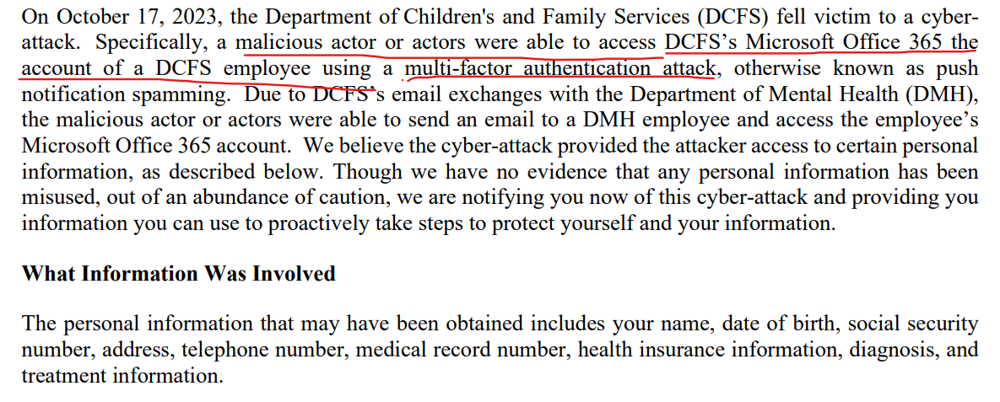 On October 17, 2023, the Department of Children's and Family Services (DCFS) fell victim to a cyber-
attack.  Specifically, a malicious actor or actors were able to access DCFS’s Microsoft Office 365 the
account of a DCFS employee using a multi-factor authentication attack, otherwise known as push
notification spamming.  Due to DCFS’s email exchanges with the Department of Mental Health (DMH),
the malicious actor or actors were able to send an email to a DMH employee and access the employee’s
Microsoft Office 365 account.  We believe the cyber-attack provided the attacker access to certain personal
information, as described below. Though we have no evidence that any personal information has been
misused, out of an abundance of caution, we are notifying you now of this cyber-attack and providing you
information you can use to proactively take steps to protect yourself and your information.
What Information Was Involved
The personal information that may have been obtained includes your name, date of birth, social security
number, address, telephone number, medical record number, health insurance information, diagnosis, and
treatment information.